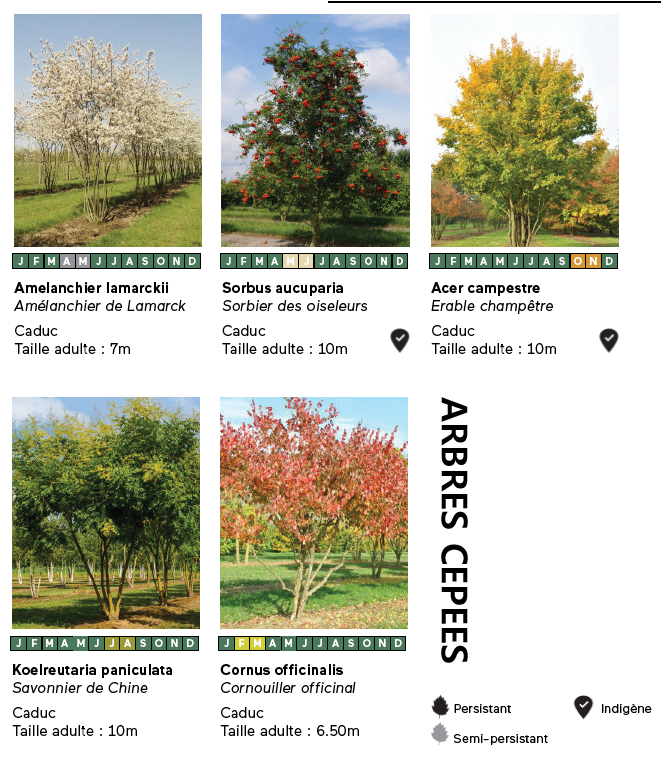 J F M A M J J A S O N D
Amelanchier lamarckii
Amélanchier de Lamarck
Caduc
Taille adulte : 7m
J F M A M J J A S O N D
Sorbus aucuparia
Sorbier des oiseleurs
Caduc
Taille adulte : 10m
J F M A M J J A S O N D
Acer campestre
Erable champêtre
Caduc
Taille adulte : 10m
J F M A M J J A S O N D
Koelreutaria paniculata
Savonnier de Chine
Caduc
Taille adulte : 10m
J F M A M J J A S O N D
Cornus officinalis
Cornouiller officinal
Caduc
Taille adulte : 6.50m
ARBRES CEPEES
Persistant
Indigène
Semi-persistant